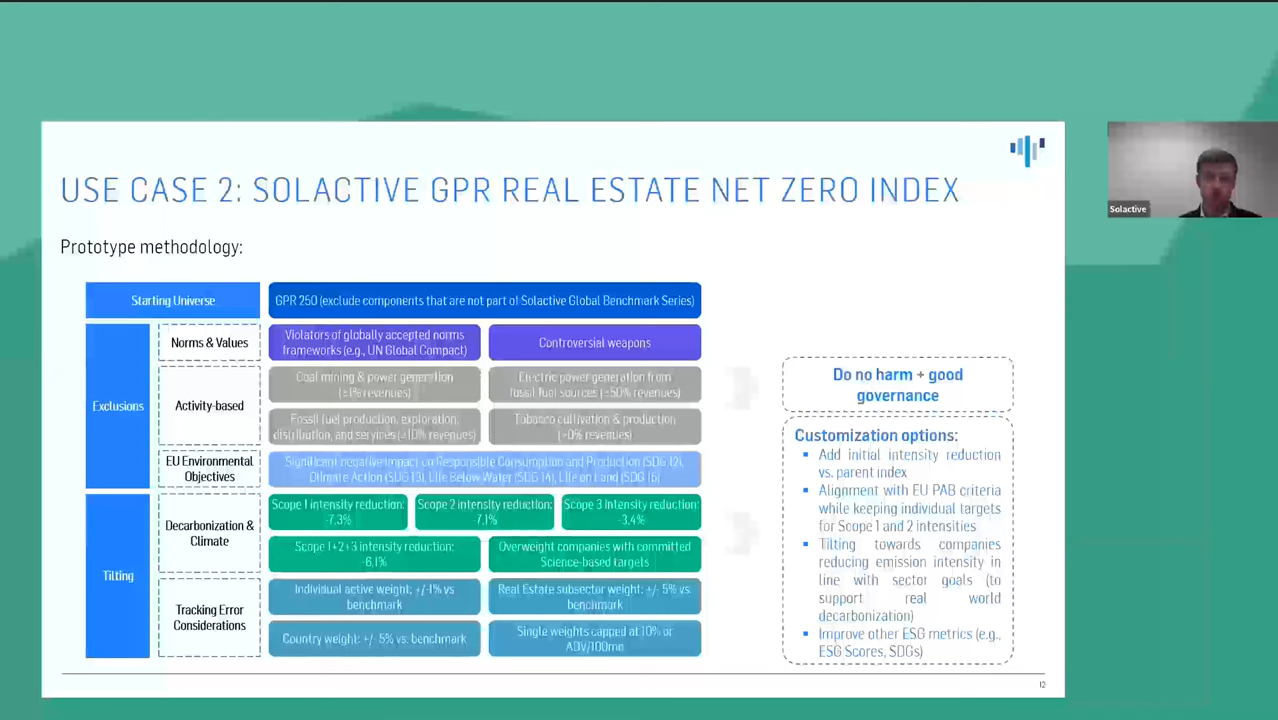 USE CASE 2: SOLACTIVE GPR REAL ESTATE NET ZERO INDEX
Solactive
Prototype methodology:
Starting Universe
GPR 250 (exclude components that are not part of Solactive Global Benchmark Series)
Exclusions
Norms & Values
Violators of globally accepted norms
frameworks (e.g., UN Global Compact)
Controversial weapons
Activity-based
Coal mining & power generation
(≥1% revenues)
Electric power generation from
fossil fuel sources (≥50% revenues)
Fossil fuel production, exploration,
distribution, and services (≥10% revenues)
Tobacco cultivation & production
(>0% revenues)
EU Environmental
Objectives
Significant negative impact on Responsible Consumption and Production (SDG 12),
Climate Action (SDG 13), Life Below Water (SDG 14), Life on Land (SDG 15)
Tilting
Decarbonization &
Climate
Scope 1 intensity reduction:
-7.3%
Scope 2 intensity reduction:
-7.1%
Scope 3 Intensity reduction:
-3.4%
Scope 1+2+3 intensity reduction:
-6.1%
Overweight companies with committed
Science-based targets
Tracking Error
Considerations
Individual active weight: +/-1% vs
benchmark
Real Estate subsector weight: +/- 5% vs.
benchmark
Country weight: +/- 5% vs. benchmark
Single weights capped at 10% or
ADV/100mn
Do no harm + good
governance
Customization options:
▪ Add initial intensity reduction
vs. parent index
▪ Alignment with EU PAB criteria
while keeping individual targets
for Scope 1 and 2 intensities
▪ Tilting towards companies
reducing emission intensity in
line with sector goals (to
support real world
decarbonization)
▪ Improve other ESG metrics (e.g.,
ESG Scores, SDGs)
12